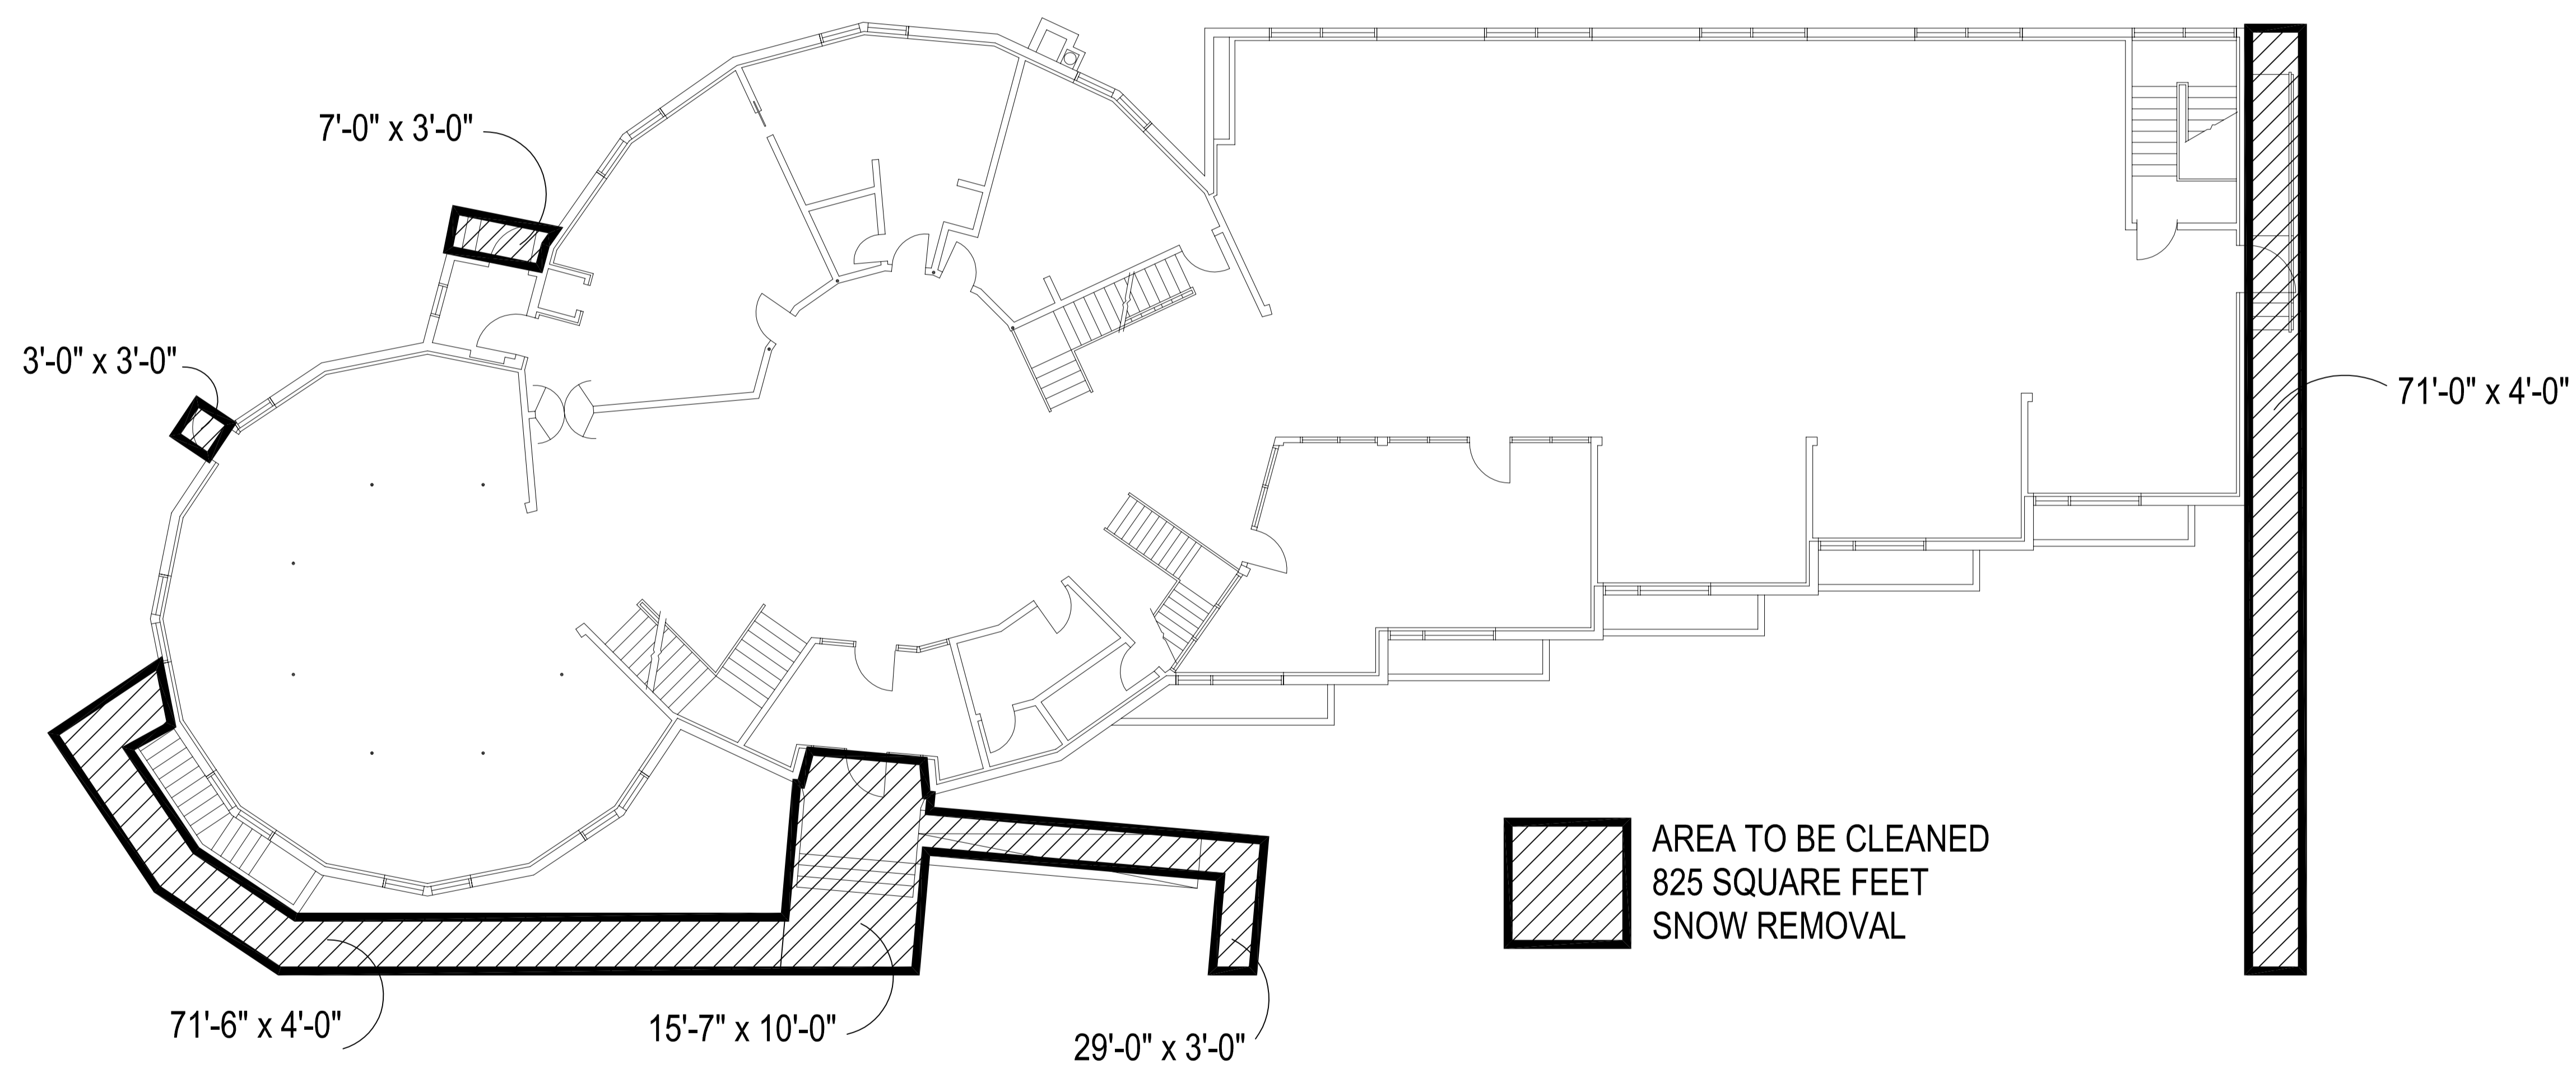 7'-0" x 3'-0"
3'-0" x 3'-0"
71'-0" x 4'-0"
AREA TO BE CLEANED
825 SQUARE FEET
SNOW REMOVAL
71'-6" x 4'-0"
15'-7" x 10'-0"
29'-0" x 3'-0"